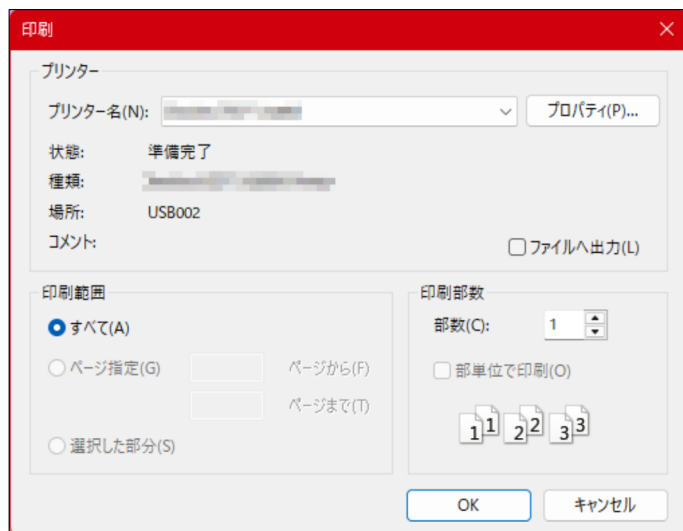 印刷
プリンター
プリンター名(N):
プロパティ(P)...
状態: 準備完了
種類:
場所: USB002
コメント:
ファイルへ出力(L)
印刷範囲
すべて(A)
ページ指定(G) ページから(F)
ページまで(T)
選択した部分(S)
印刷部数
部数(C): 1
部単位で印刷(O)
1 1 2 2 3 3
OK キャンセル